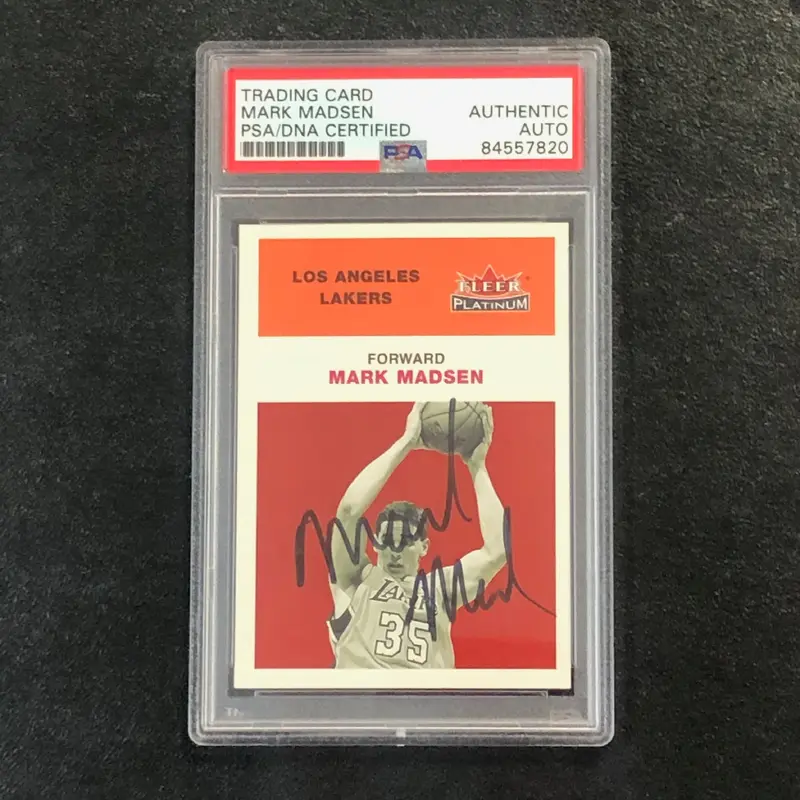 TRADING CARD
MARK MADSEN
PSA/DNA CERTIFIED
AUTHENTIC
AUTO
84557820
PSA
LOS ANGELES
LAKERS
FLEER
PLATINUM
FORWARD
MARK MADSEN
Mark
Mad
35